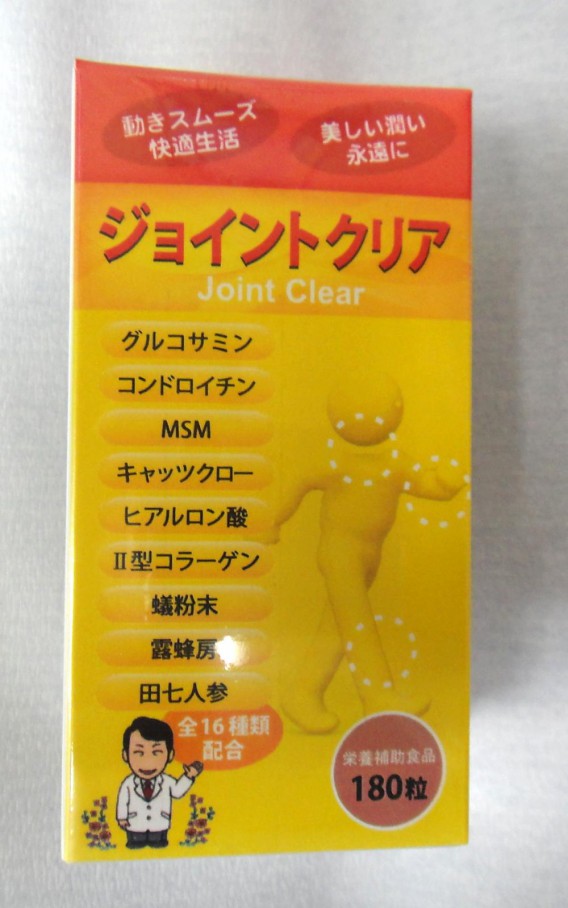 動きスムーズ
快適生活
美しい潤い
永遠に
ジョイントクリア
Joint Clear
グルコサミン
コンドロイチン
MSM
キャッツクロー
ヒアルロン酸
Ⅱ型コラーゲン
蟻粉末
露蜂房
田七人参
全16種類
配合
栄養補助食品
180粒